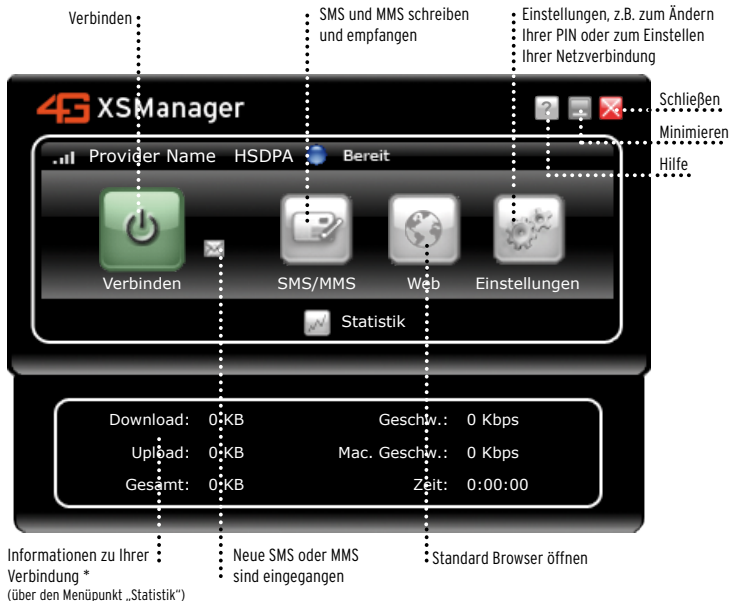 Verbinden
SMS und MMS schreiben
und empfangen
Einstellungen, z.B. zum Ändern
Ihrer PIN oder zum Einstellen
Ihrer Netzverbindung
4G XSManager
?
Schließen
Minimieren
Hilfe
Provider Name HSDPA Bereit
Verbinden
SMS/MMS
Web
Einstellungen
Statistik
Download: 0 KB
Geschw.: 0 Kbps
Upload: 0 KB
Mac. Geschw.: 0 Kbps
Gesamt: 0 KB
Zeit: 0:00:00
Informationen zu Ihrer
Verbindung *
(über den Menüpunkt „Statistik“)
Neue SMS oder MMS
sind eingegangen
Standard Browser öffnen